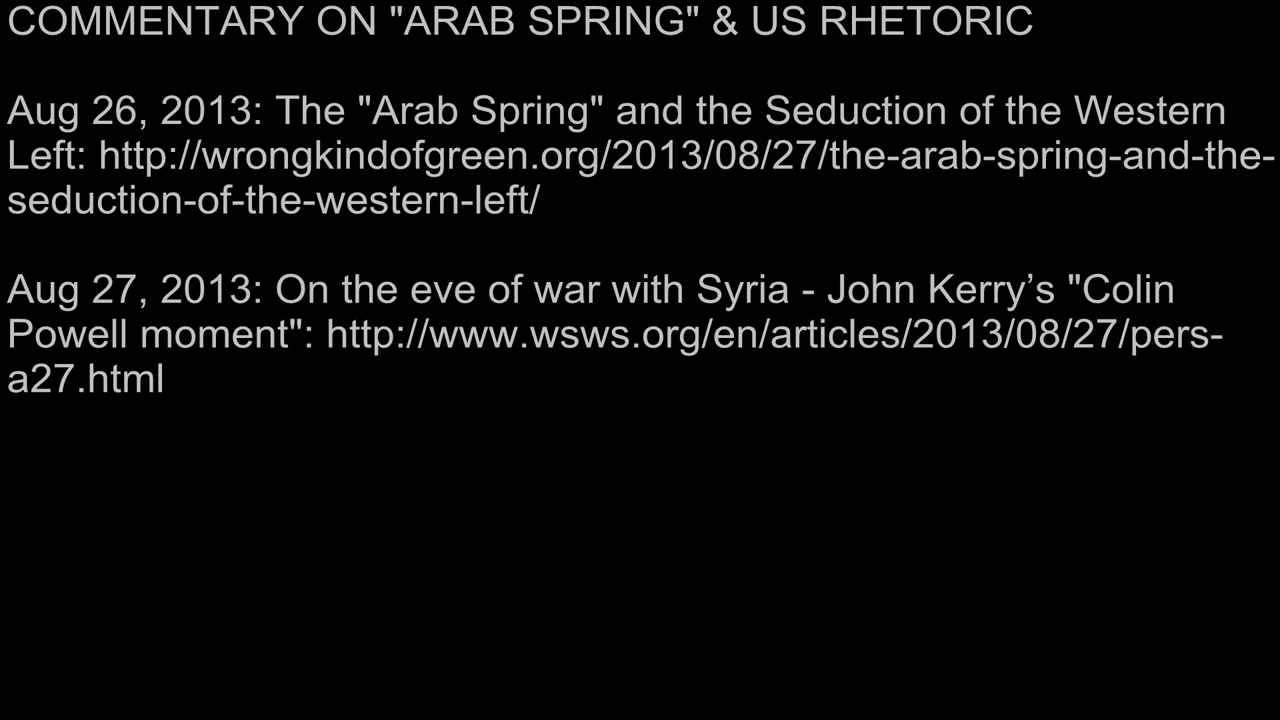 COMMENTARY ON "ARAB SPRING" & US RHETORIC
Aug 26, 2013: The "Arab Spring" and the Seduction of the Western
Left: http://wrongkindofgreen.org/2013/08/27/the-arab-spring-and-the-
seduction-of-the-western-left/
Aug 27, 2013: On the eve of war with Syria - John Kerry’s "Colin
Powell moment": http://www.wsws.org/en/articles/2013/08/27/pers-
a27.html